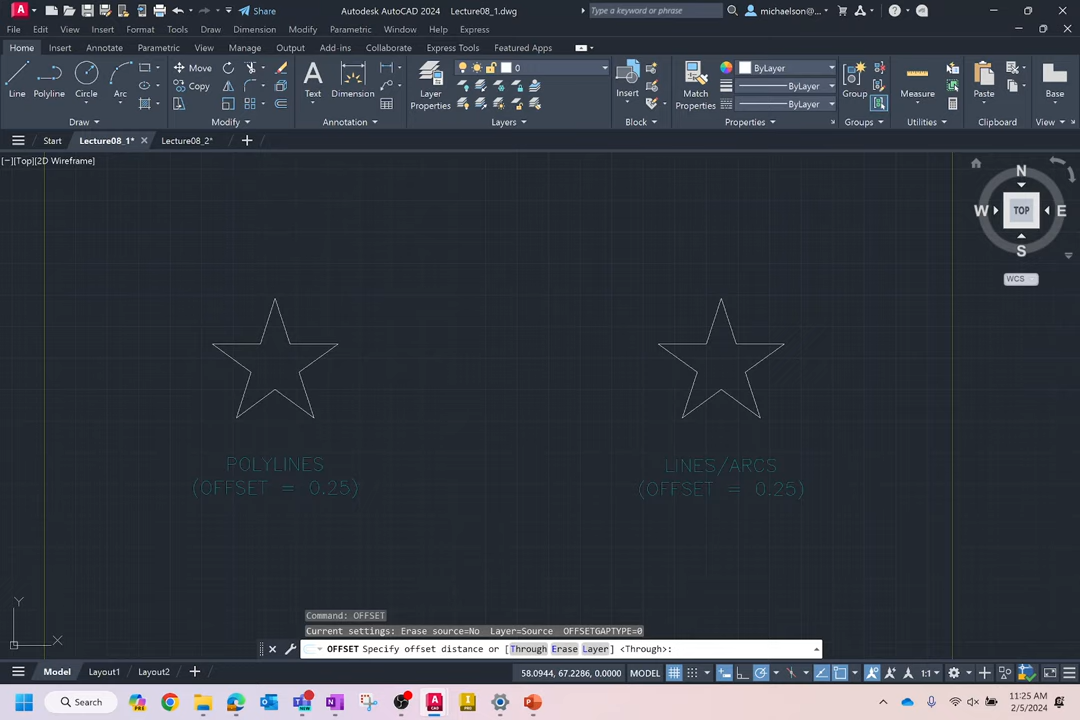 Share
Autodesk AutoCAD 2024 Lecture08_1.dwg
Type a keyword or phrase
michaelson@...
File Edit View Insert Format Tools Draw Dimension Modify Parametric Window Help Express
Home Insert Annotate Parametric View Manage Output Add-ins Collaborate Express Tools Featured Apps
Line Polyline Circle Arc
Move
Copy
Text Dimension
Layer
Properties
0
Insert
Match
Properties
ByLayer
ByLayer
ByLayer
Group
Measure
Paste
Base
Draw Modify Annotation Layers Block Properties Groups Utilities Clipboard View
Start Lecture08_1* Lecture08_2*
[−][Top][2D Wireframe]
N
W TOP E
S
WCS
POLYLINES
(OFFSET = 0.25)
LINES/ARCS
(OFFSET = 0.25)
Y
X
Command: OFFSET
Current settings: Erase source=No Layer=Source OFFSETGAPTYPE=0
OFFSET Specify offset distance or [Through Erase Layer] <Through>:
Model Layout1 Layout2
58.0944, 67.2286, 0.0000 MODEL
1:1
Search
11:25 AM
2/5/2024